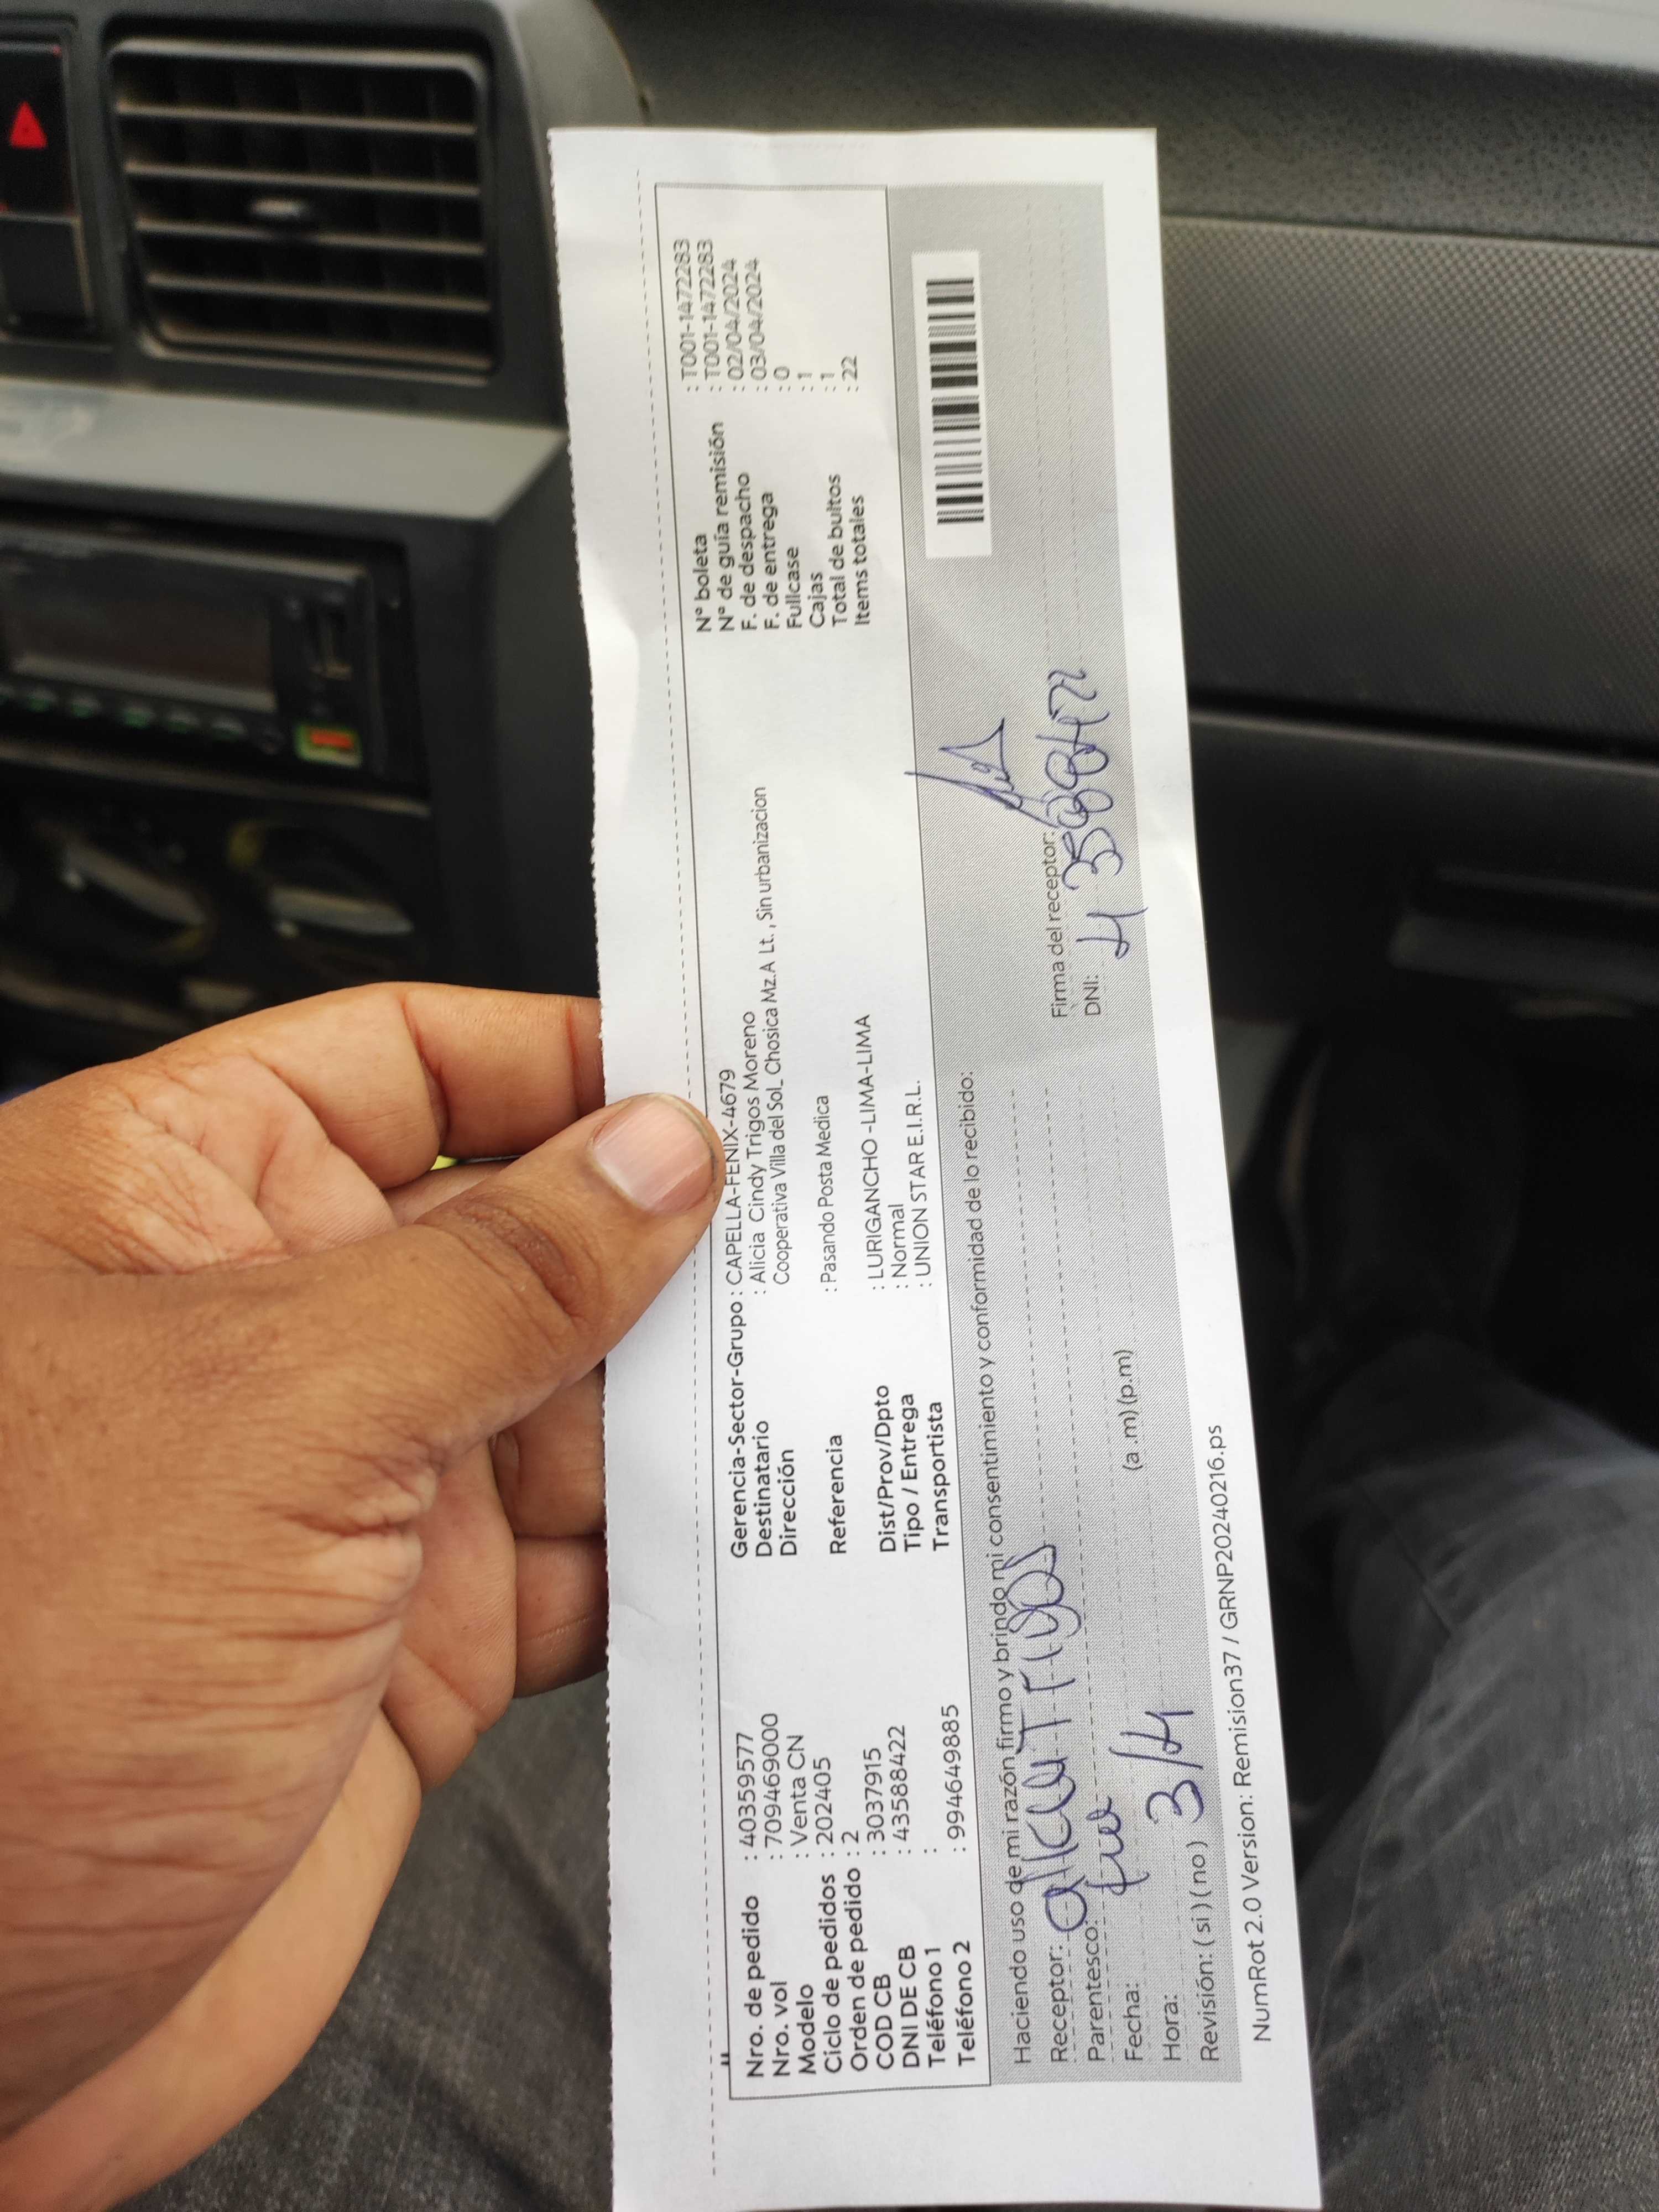 Nro. de pedido : 40359577
Nro. vol : 709469000
Modelo : Venta CN
Ciclo de pedidos : 202405
Orden de pedido : 2
COD CB : 3037915
DNI DE CB : 43588422
Teléfono 1 :
Teléfono 2 : 994649885
Gerencia-Sector-Grupo : CAPELLA-FENIX-4679
Destinatario : Alicia Cindy Trigos Moreno
Dirección Cooperativa Villa del Sol_ Chosica Mz.A Lt. , Sin urbanizacion
Referencia : Pasando Posta Medica
Dist/Prov/Dpto : LURIGANCHO -LIMA-LIMA
Tipo / Entrega : Normal
Transportista : UNION STAR E.I.R.L.
N° boleta : T001-1472283
N° de guía remisión : T001-1472283
F. de despacho : 02/04/2024
F. de entrega : 03/04/2024
Fullcase : 0
Cajas : 1
Total de bultos : 1
Items totales : 22
Haciendo uso de mi razón firmo y brindo mi consentimiento y conformidad de lo recibido:
Receptor: Trigos
Parentesco:
Fecha: 3/4
Hora: (a .m) (p.m)
Revisión: ( si ) ( no )
Firma del receptor:
DNI:
NumRot 2.0 Version: Remision37 / GRNP20240216.ps